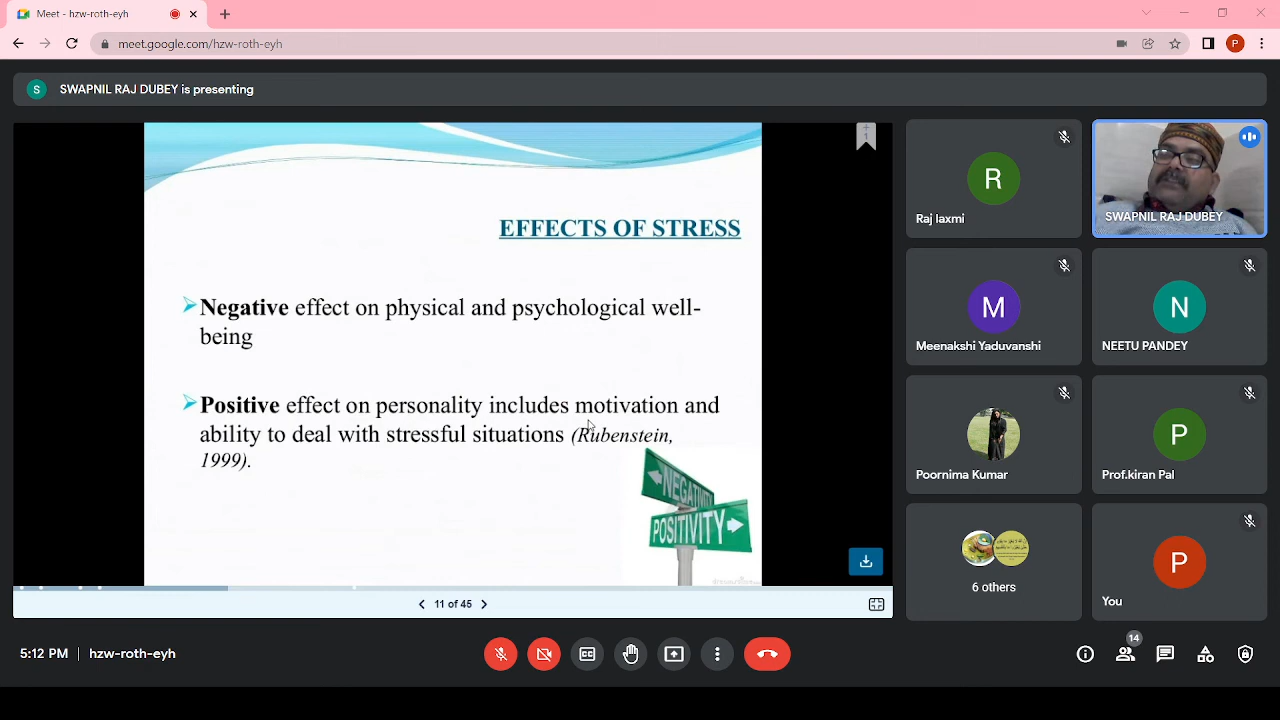 Meet - hzw-roth-eyh
meet.google.com/hzw-roth-eyh
P
S
SWAPNIL RAJ DUBEY is presenting
1
EFFECTS OF STRESS
Negative effect on physical and psychological well-
being
Positive effect on personality includes motivation and
ability to deal with stressful situations (Rubenstein,
1999).
NEGATIVITY
POSITIVITY
11 of 45
R
Raj laxmi
SWAPNIL RAJ DUBEY
M
Meenakshi Yaduvanshi
N
NEETU PANDEY
Poornima Kumar
P
Prof.kiran Pal
6 others
P
You
5:12 PM
hzw-roth-eyh
CC
14